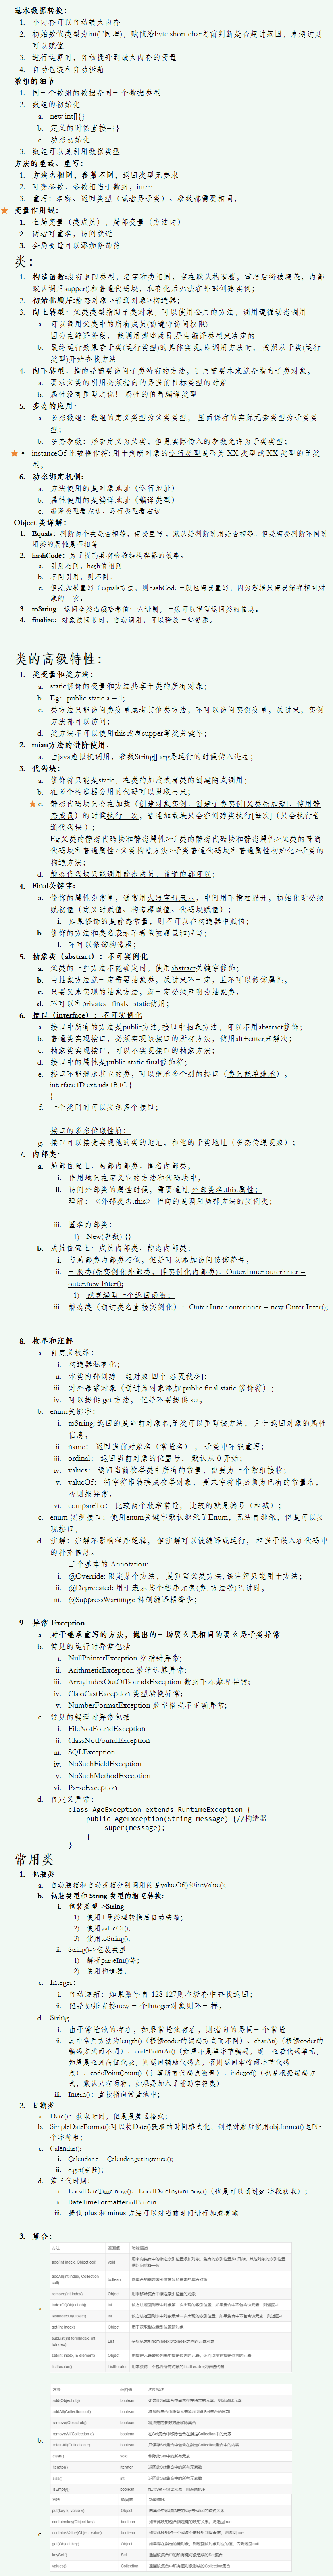 基本数据转换:
1. 小内存可以自动转大内存
2. 初始数值类型为int(''同理), 赋值给byte short char之前判断是否超过范围, 未超过则
可以赋值
3. 进行运算时, 自动提升到最大内存的变量
4. 自动包装和自动拆箱
数组的细节
1. 同一个数组的数据是同一个数据类型
2. 数组的初始化
a. new int[]{}
b. 定义的时候直接={}
c. 动态初始化
3. 数组可以是引用数据类型
方法的重载、重写:
1. 方法名相同, 参数不同, 返回类型无要求
2. 可变参数: 参数相当于数组, int…
3. 重写: 名称、返回类型(或者是子类)、参数都需要相同,
变量作用域:
1. 全局变量(类成员), 局部变量(方法内)
2. 两者可重名, 访问就近
3. 全局变量可以添加修饰符
类:
1. 构造函数:没有返回类型, 名字和类相同, 存在默认构造器, 重写后将被覆盖, 内部
默认调用supper()和普通代码块, 私有化后无法在外部创建实例;
2. 初始化顺序:静态对象>普通对象>构造器;
3. 向上转型: 父类类型指向子类对象, 可以使用公用的方法, 调用遵循动态调用
a. 可以调用父类中的所有成员(需遵守访问权限)
因为在编译阶段, 能调用哪些成员,是由编译类型来决定的
b. 最终运行效果看子类(运行类型)的具体实现,即调用方法时, 按照从子类(运行
类型)开始查找方法
4. 向下转型: 指的是需要访问子类特有的方法, 引用需要本来就是指向子类对象;
a. 要求父类的引用必须指向的是当前目标类型的对象
b. 属性没有重写之说! 属性的值看编译类型
5. 多态的应用:
a. 多态数组: 数组的定义类型为父类类型, 里面保存的实际元素类型为子类类
型;
b. 多态参数: 形参定义为父类, 但是实际传入的参数允许为子类类型;
• instanceOf 比较操作符:用于判断对象的运行类型是否为 XX 类型或 XX 类型的子类
型;
6. 动态绑定机制:
a. 方法使用的是对象地址(运行地址)
b. 属性使用的是编译地址(编译类型)
c. 编译类型看左边, 运行类型看右边
Object 类详解:
1. Equals: 判断两个类是否相等, 需要重写, 默认是判断引用是否相等, 但是需要判断不同引
用类的属性是否相等
2. hashCode: 为了提高具有哈希结构容器的效率。
a. 引用相同, hash值相同
b. 不同引用, 则不同。
c. 但是如果重写了equals方法, 则hashCode一般也需要重写, 因为容器只需要储存相同对
象的一次。
3. toString: 返回全类名@哈希值十六进制, 一般可以重写返回类的信息。
4. finalize: 对象被回收时, 自动调用, 可以释放一些资源。
类的高级特性:
1. 类变量和类方法:
a. static修饰的变量和方法共享子类的所有对象;
b. Eg: public static a = 1;
c. 类方法只能访问类变量或者其他类方法, 不可以访问实例变量, 反过来, 实例
方法都可以访问;
d. 类方法不可以使用this或者supper等类关键字;
2. mian方法的进阶使用:
a. 由java虚拟机调用, 参数String[] arg是运行的时候传入进去;
3. 代码块:
a. 修饰符只能是static, 在类的加载或者类的创建隐式调用;
b. 在多个构造器公用的代码可以提取出来;
c. 静态代码块只会在加载(创建对象实例、创建子类实例[父类先加载]、使用静
态成员)的时候执行一次, 普通加载块只会在创建类执行[每次](只会执行普
通代码块);
Eg:父类的静态代码块和静态属性>子类的静态代码块和静态属性>父类的普通
代码块和普通属性>父类构造方法>子类普通代码块和普通属性初始化>子类的
构造方法;
d. 静态代码块只能调用静态成员, 普通的都可以;
4. Final关键字:
a. 修饰的属性为常量, 通常用大写字母表示, 中间用下横杠隔开, 初始化时必须
赋初值(定义时赋值、构造器赋值、代码块赋值);
i. 如果修饰的是静态常量, 则不可以在构造器中赋值;
b. 修饰的方法和类名表示不希望被覆盖和重写;
i. 不可以修饰构造器;
5. 抽象类(abstract): 不可实例化
a. 父类的一些方法不能确定时, 使用abstract关键字修饰;
b. 由抽象方法就一定需要抽象类, 反过来不一定, 且不可以修饰属性;
c. 只要又未实现的抽象方法, 就一定必须声明为抽象类;
d. 不可以和private、final、static使用;
6. 接口(interface): 不可实例化
a. 接口中所有的方法是public方法,接口中抽象方法, 可以不用abstract修饰;
b. 普通类实现接口, 必须实现该接口的所有方法, 使用alt+enter来解决;
c. 抽象类实现接口, 可以不实现接口的抽象方法;
d. 接口中的属性是public static final修饰符;
e. 接口不能继承其它的类, 可以继承多个别的接口(类只能单继承);
interface ID extends IB,IC {
}
f. 一个类同时可以实现多个接口;
接口的多态传递性质:
g. 接口可以接受实现他的类的地址, 和他的子类地址(多态传递现象);
7. 内部类:
a. 局部位置上: 局部内部类、匿名内部类;
i. 作用域只在定义它的方法和代码块中;
ii. 访问外部类的属性时候, 需要通过 外部类名.this.属性;
理解: 《外部类名.this》 指向的是调用局部方法的实例类;
iii. 匿名内部类:
1) New(参数) {}
b. 成员位置上: 成员内部类、静态内部类;
i. 与局部内部类相似, 但是可以添加访问修饰符号;
ii. 一般类(先实例化外部类, 再实例化内部类): Outer.Inner outerinner =
outer.new Inter();
1) 或者编写一个返回函数;
iii. 静态类(通过类名直接实例化): Outer.Inner outerinner = new Outer.Inter();
8. 枚举和注解
a. 自定义枚举:
i. 构造器私有化;
ii. 本类内部创建一组对象[四个 春夏秋冬];
iii. 对外暴露对象(通过为对象添加 public final static 修饰符);
iv. 可以提供 get 方法, 但是不要提供 set;
b. enum关键字:
i. toString: 返回的是当前对象名,子类可以重写该方法, 用于返回对象的属性
信息;
ii. name: 返回当前对象名(常量名), 子类中不能重写;
iii. ordinal: 返回当前对象的位置号, 默认从 0 开始;
iv. values: 返回当前枚举类中所有的常量, 需要为一个数组接收;
v. valueOf: 将字符串转换成枚举对象, 要求字符串必须为已有的常量名,
否则报异常;
vi. compareTo: 比较两个枚举常量, 比较的就是编号(相减);
c. enum 实现接口: 使用enum关键字默认继承了Enum, 无法再继承, 但是可以实
现接口;
d. 注解: 注解不影响程序逻辑, 但注解可以被编译或运行, 相当于嵌入在代码中
的补充信息。
三个基本的 Annotation:
i. @Override: 限定某个方法, 是重写父类方法,该注解只能用于方法;
ii. @Deprecated: 用于表示某个程序元素(类,方法等)已过时;
iii. @SuppressWarnings: 抑制编译器警告;
9. 异常-Exception
a. 对于继承重写的方法, 抛出的一场要么是相同的要么是子类异常
b. 常见的运行时异常包括
i. NullPointerException 空指针异常;
ii. ArithmeticException 数学运算异常;
iii. ArrayIndexOutOfBoundsException 数组下标越界异常;
iv. ClassCastException 类型转换异常;
v. NumberFormatException 数字格式不正确异常;
c. 常见的编译时异常包括
i. FileNotFoundException
ii. ClassNotFoundException
iii. SQLException
iv. NoSuchFieldException
v. NoSuchMethodException
vi. ParseException
d. 自定义异常:
class AgeException extends RuntimeException {
public AgeException(String message) {//构造器
super(message);
}
}
常用类
1. 包装类
a. 自动装箱和自动拆箱分别调用的是valueOf()和intValue();
b. 包装类型和 String 类型的相互转换:
i. 包装类型->String
1) 使用+号类型转换后自动装箱;
2) 使用valueOf();
3) 使用toString();
ii. String()->包装类型
1) 解析parseInt()等;
2) 使用构造器;
c. Integer:
i. 自动装箱: 如果数字再-128-127则在缓存中查找返回;
ii. 但是如果直接new 一个Integer对象则不一样;
d. String
i. 由于常量池的存在, 如果常量池存在, 则指向的是同一个常量
ii. 其中常用方法为length()(根据coder的编码方式而不同)、charAt()(根据coder的
编码方式而不同)、codePointAt()(如果不是单字节编码, 逐一查看代码单元,
如果是查到高位代表, 则返回辅助代码点, 否则返回本省两字节代码
点)、codePointCount()(计算所有代码点数量)、indexof()(也是根据编码方
式, 默认只有两种, 如果是加入了辅助字符集)
iii. Intern(): 直接指向常量池中;
2. 日期类
a. Date(): 获取时间, 但是是美区格式;
b. SimpleDateFormat():可以将Date()获取的时间格式化, 创建对象后使用obj.format()返回一
个字符串;
c. Calendar():
i. Calendar c = Calendar.getInstance();
ii. c.get(字段);
d. 第三代时期:
i. LocalDateTime.now()、LocalDateInstant.now()(也是可以通过get字段获取);
ii. DateTimeFormatter.ofPattern
iii. 提供 plus 和 minus 方法可以对当前时间进行加或者减
3. 集合:
a.
b.
c.